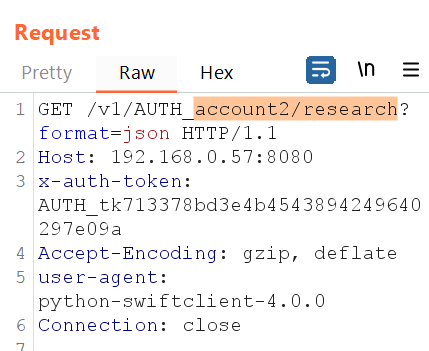 Request
Pretty Raw Hex \n
1 GET /v1/AUTH_account2/research?
format=json HTTP/1.1
2 Host: 192.168.0.57:8080
3 x-auth-token:
AUTH_tk713378bd3e4b4543894249640
297e09a
4 Accept-Encoding: gzip, deflate
5 user-agent:
python-swiftclient-4.0.0
6 Connection: close
7